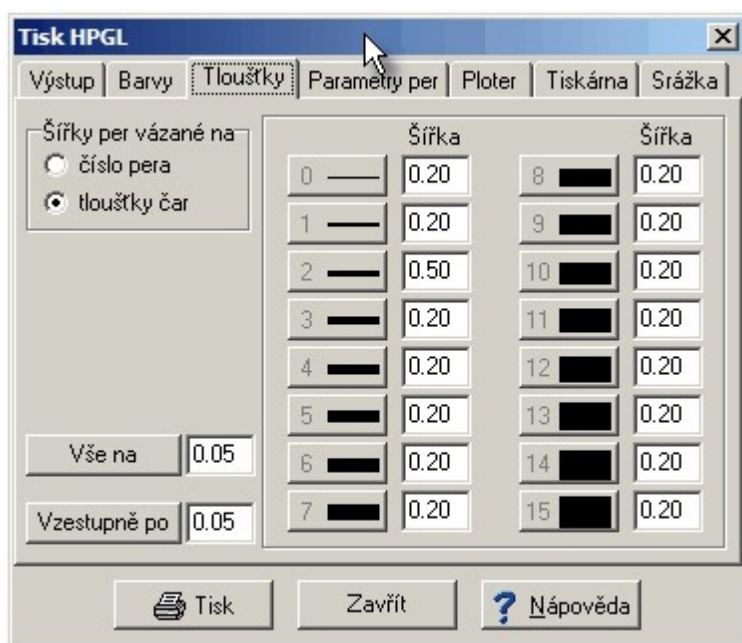 Tisk HPGL
Výstup Barvy Tloušťky Parametry per Ploter Tiskárna Srážka
Šířky per vázané na
číslo pera
tloušťky čar
Šířka Šířka
0 0.20 8 0.20
1 0.20 9 0.20
2 0.50 10 0.20
3 0.20 11 0.20
4 0.20 12 0.20
5 0.20 13 0.20
6 0.20 14 0.20
7 0.20 15 0.20
Vše na 0.05
Vzestupně po 0.05
Tisk Zavřít Nápověda